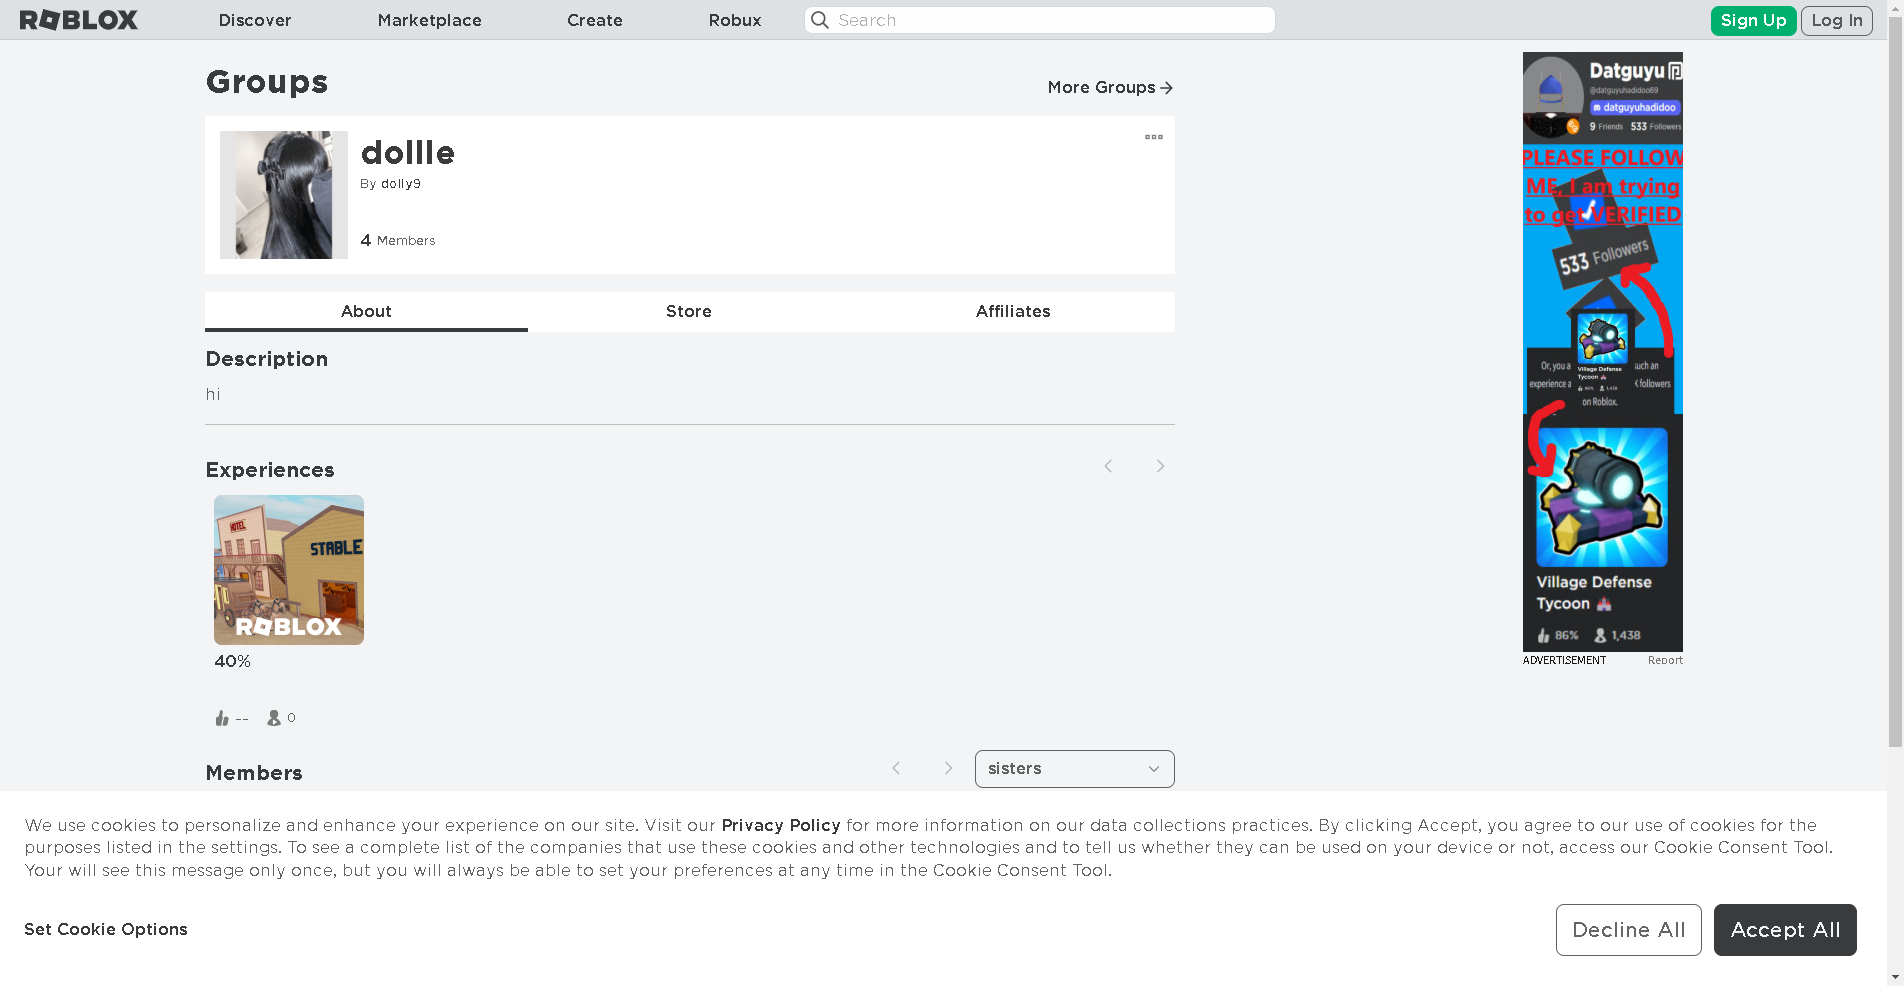 ROBLOX
Discover
Marketplace
Create
Robux
Search
Sign Up
Log In
Groups
More Groups
dollle
By dolly9
4 Members
About
Store
Affiliates
Description
hi
Experiences
HOTEL
STABLE
ROBLOX
40%
--
0
Members
sisters
Datguyu
@datguyuhadidoo69
datguyuhadidoo
9 Friends 533 Followers
PLEASE FOLLOW
ME, I am trying
to get VERIFIED
533 Followers
Village Defense
Tycoon
86% 1,438
Or, you a
uch an
experience a
K followers
on Roblox.
Village Defense
Tycoon
86% 1,438
ADVERTISEMENT
Report
We use cookies to personalize and enhance your experience on our site. Visit our Privacy Policy for more information on our data collections practices. By clicking Accept, you agree to our use of cookies for the
purposes listed in the settings. To see a complete list of the companies that use these cookies and other technologies and to tell us whether they can be used on your device or not, access our Cookie Consent Tool.
Your will see this message only once, but you will always be able to set your preferences at any time in the Cookie Consent Tool.
Set Cookie Options
Decline All
Accept All